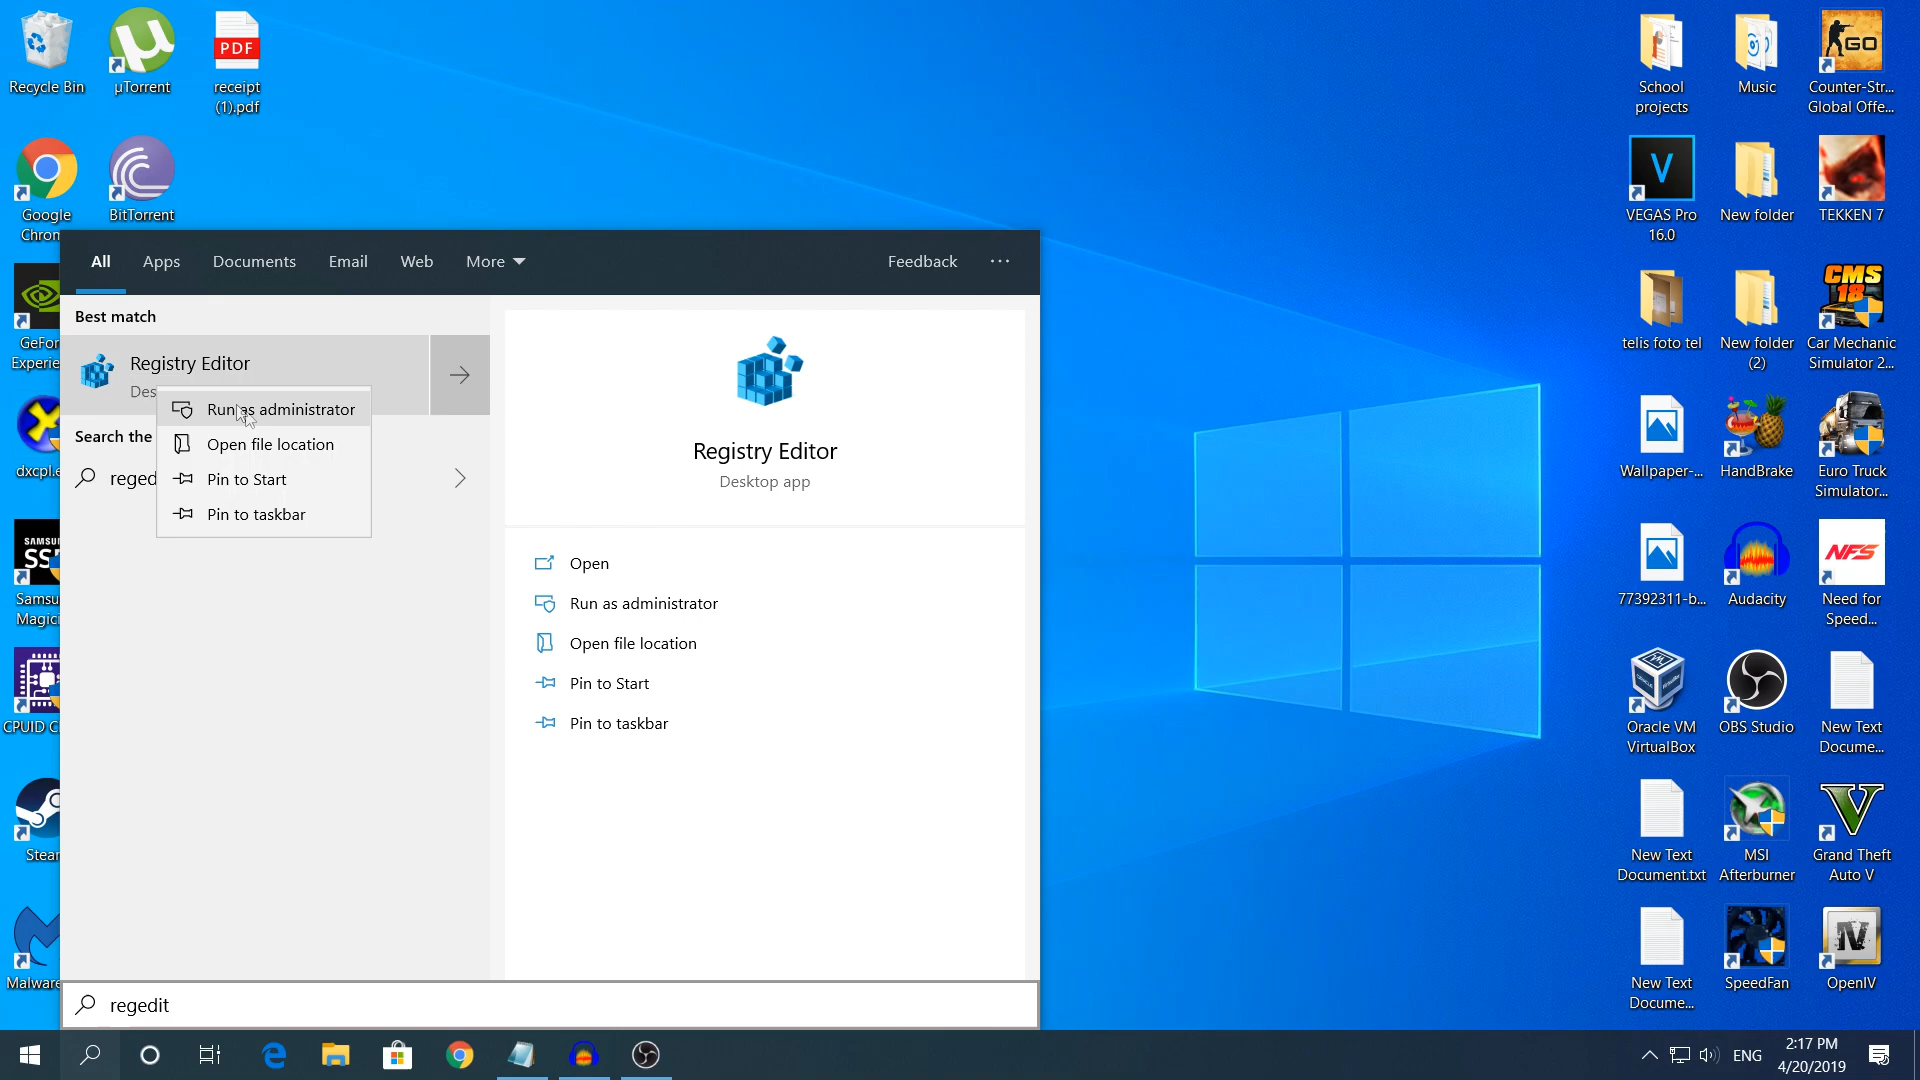 Recycle Bin
µTorrent
PDF
receipt
(1).pdf
Google
Chrom
BitTorrent
GeFor
Experie
dxcpl.e
SAMSU
SS
Samsu
Magici
CPUID C
Stear
Malware
All
Apps
Documents
Email
Web
More
Feedback
Best match
Registry Editor
Des
Run as administrator
Open file location
Pin to Start
Pin to taskbar
Search the
reged
Registry Editor
Desktop app
Open
Run as administrator
Open file location
Pin to Start
Pin to taskbar
regedit
School
projects
Music
GO
Counter-Str...
Global Offe...
V
VEGAS Pro
16.0
New folder
TEKKEN 7
telis foto tel
New folder
(2)
CMS
18
Car Mechanic
Simulator 2...
Wallpaper-...
HandBrake
Euro Truck
Simulator...
77392311-b...
Audacity
NFS
Need for
Speed...
Oracle VM
VirtualBox
OBS Studio
New Text
Docume...
New Text
Document.txt
MSI
Afterburner
V
Grand Theft
Auto V
New Text
Docume...
SpeedFan
IV
OpenIV
ENG
2:17 PM
4/20/2019